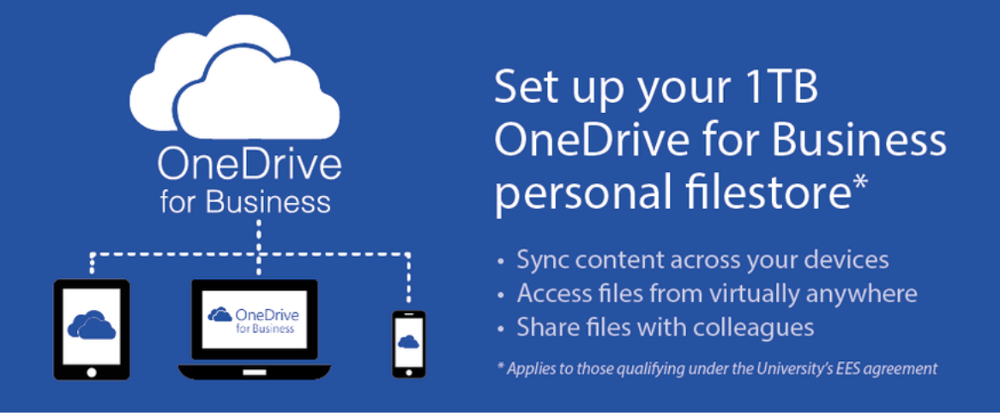 OneDrive
for Business
OneDrive
for Business
Set up your 1TB
OneDrive for Business
personal filestore*
• Sync content across your devices
• Access files from virtually anywhere
• Share files with colleagues
* Applies to those qualifying under the University's EES agreement